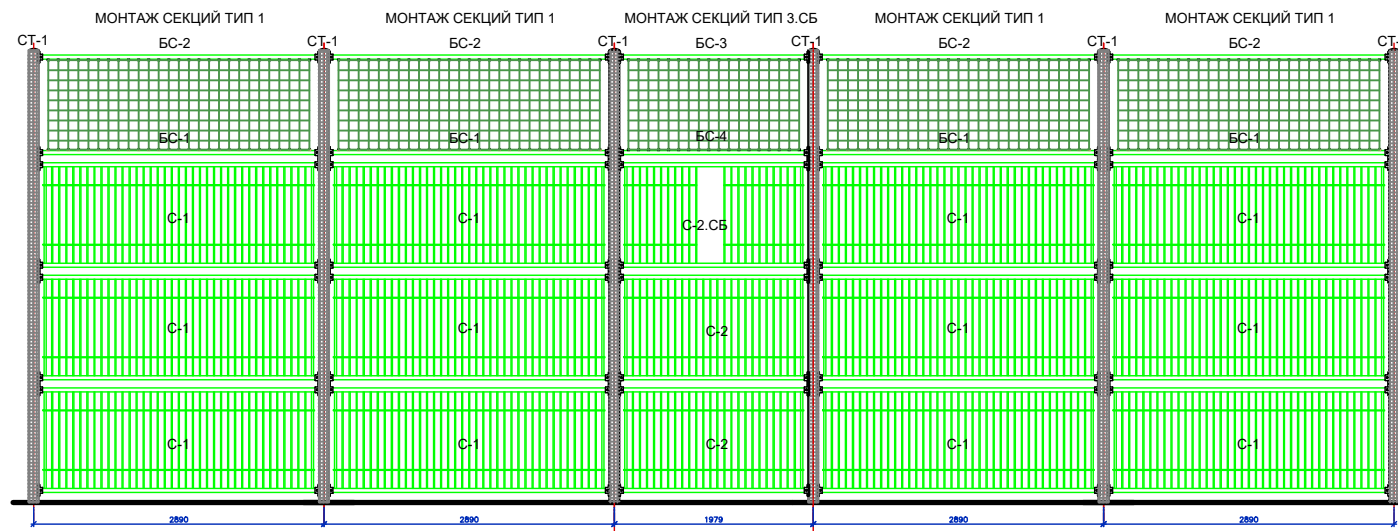 МОНТАЖ СЕКЦИЙ ТИП 1 МОНТАЖ СЕКЦИЙ ТИП 1 МОНТАЖ СЕКЦИЙ ТИП 3.СБ МОНТАЖ СЕКЦИЙ ТИП 1 МОНТАЖ СЕКЦИЙ ТИП 1
СТ-1 БС-2 СТ-1 БС-2 СТ-1 БС-3 СТ-1 БС-2 СТ-1 БС-2
БС-1 БС-1 БС-4 БС-1 БС-1
С-1 С-1 С-2.СБ С-1 С-1
С-1 С-1 С-2 С-1 С-1
С-1 С-1 С-2 С-1 С-1
2890 2890 1979 2890 2890